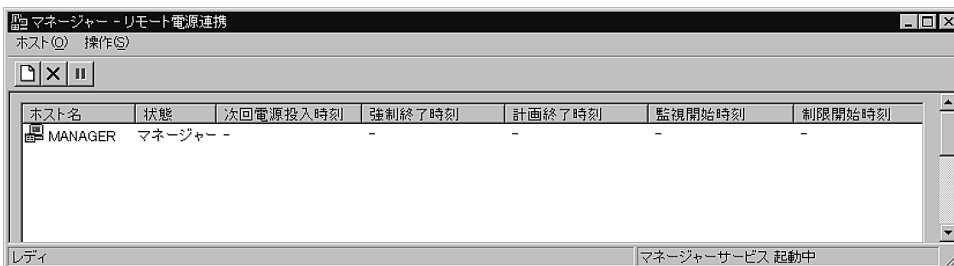 マネージャー - リモート電源連携
ホスト(O) 操作(S)
ホスト名 状態 次回電源投入時刻 強制終了時刻 計画終了時刻 監視開始時刻 制限開始時刻
MANAGER マネージャー - - - - -
レディ マネージャーサービス 起動中